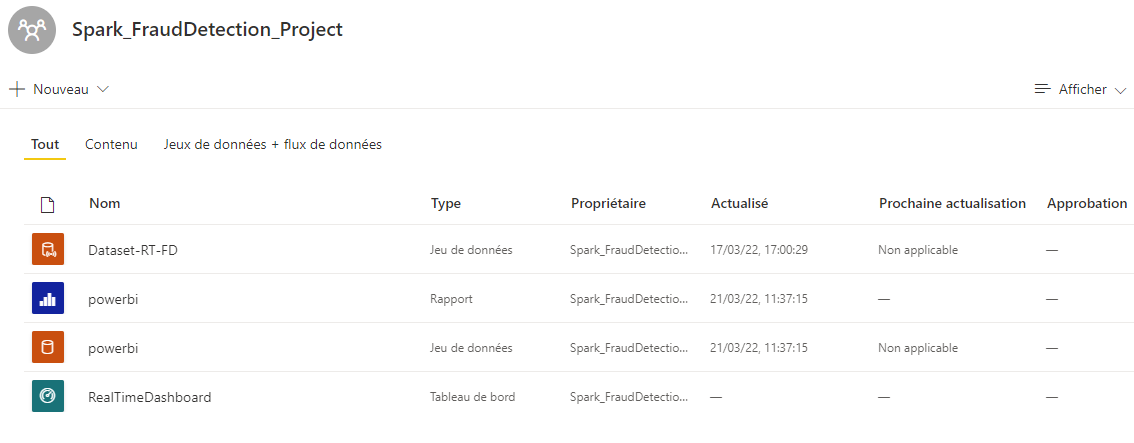 Spark_FraudDetection_Project
Nouveau
Afficher
Tout Contenu Jeux de données + flux de données
Nom Type Propriétaire Actualisé Prochaine actualisation Approbation
Dataset-RT-FD Jeu de données Spark_FraudDetectio... 17/03/22, 17:00:29 Non applicable —
powerbi Rapport Spark_FraudDetectio... 21/03/22, 11:37:15 — —
powerbi Jeu de données Spark_FraudDetectio... 21/03/22, 11:37:15 Non applicable —
RealTimeDashboard Tableau de bord Spark_FraudDetectio... — — —